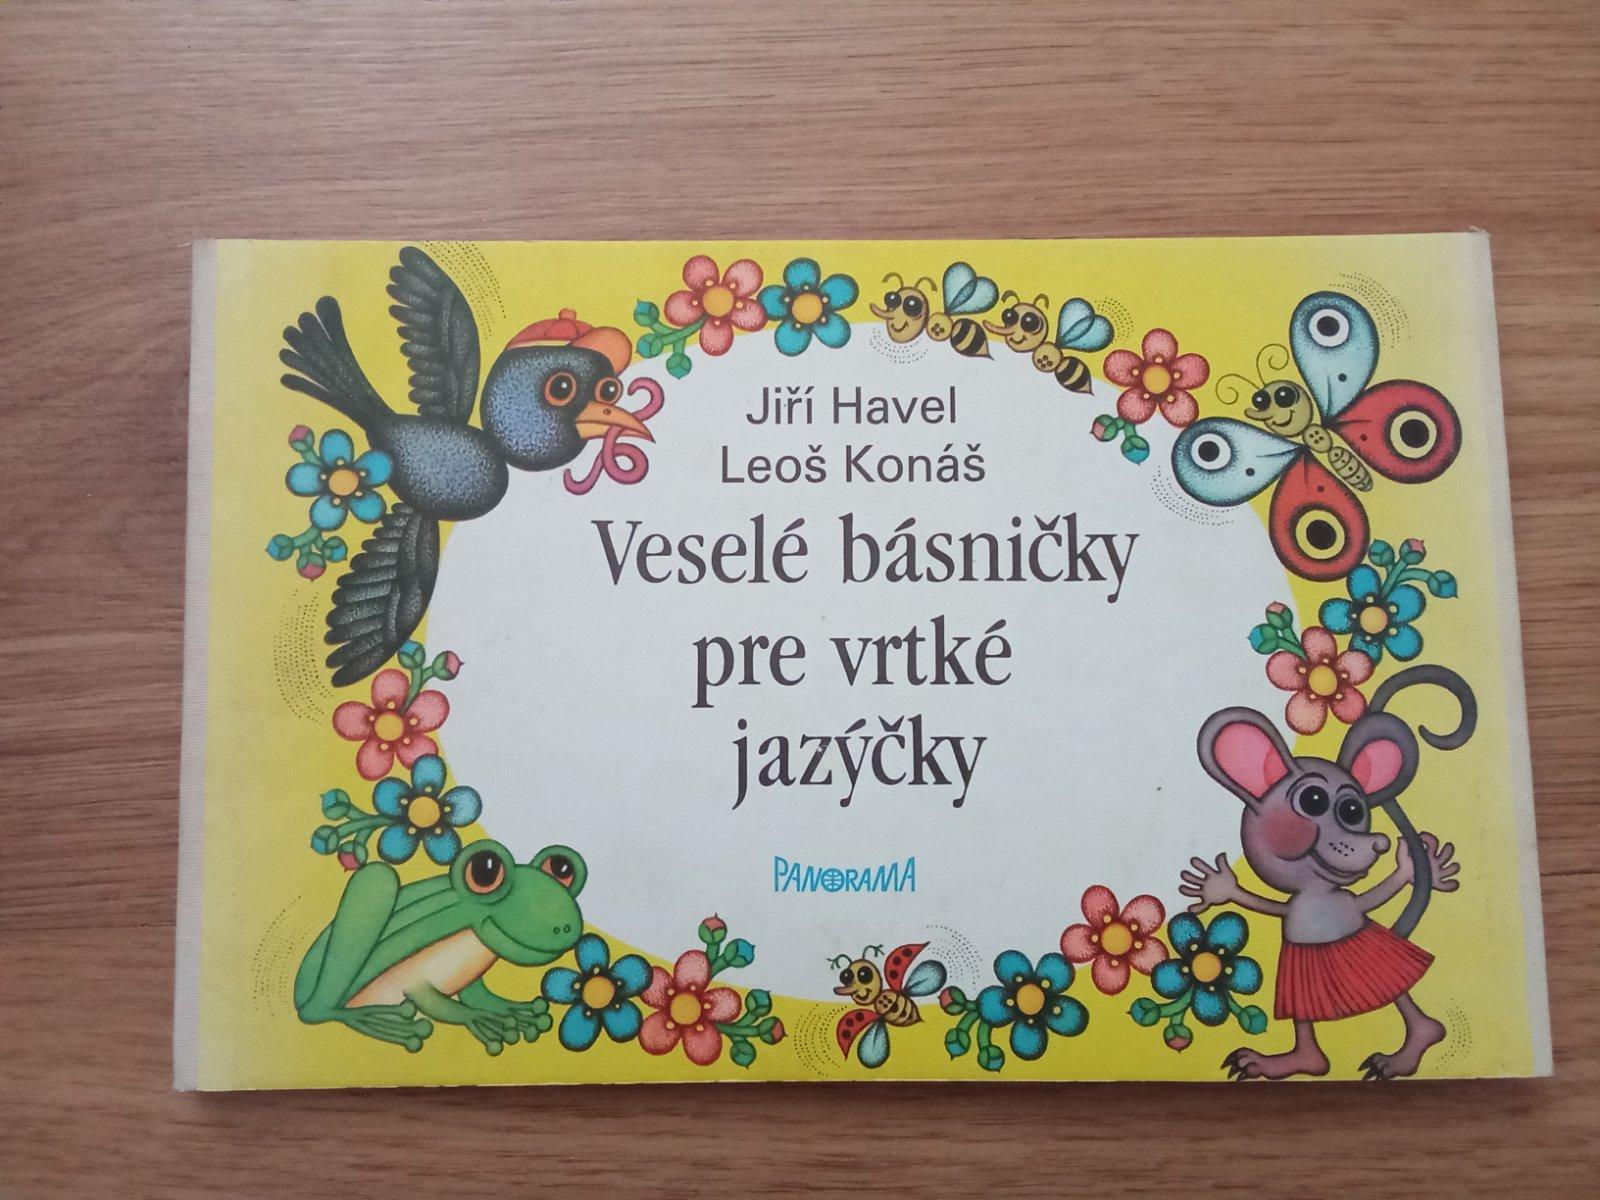 Jiří Havel
Leoš Konáš
Veselé básničky
pre vrtké
jazýčky
PANORAMA